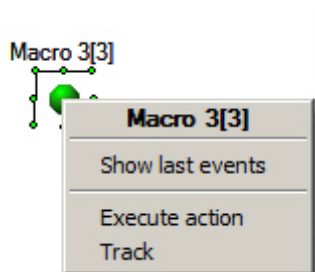 Macro 3[3]
Macro 3[3]
Show last events
Execute action
Track